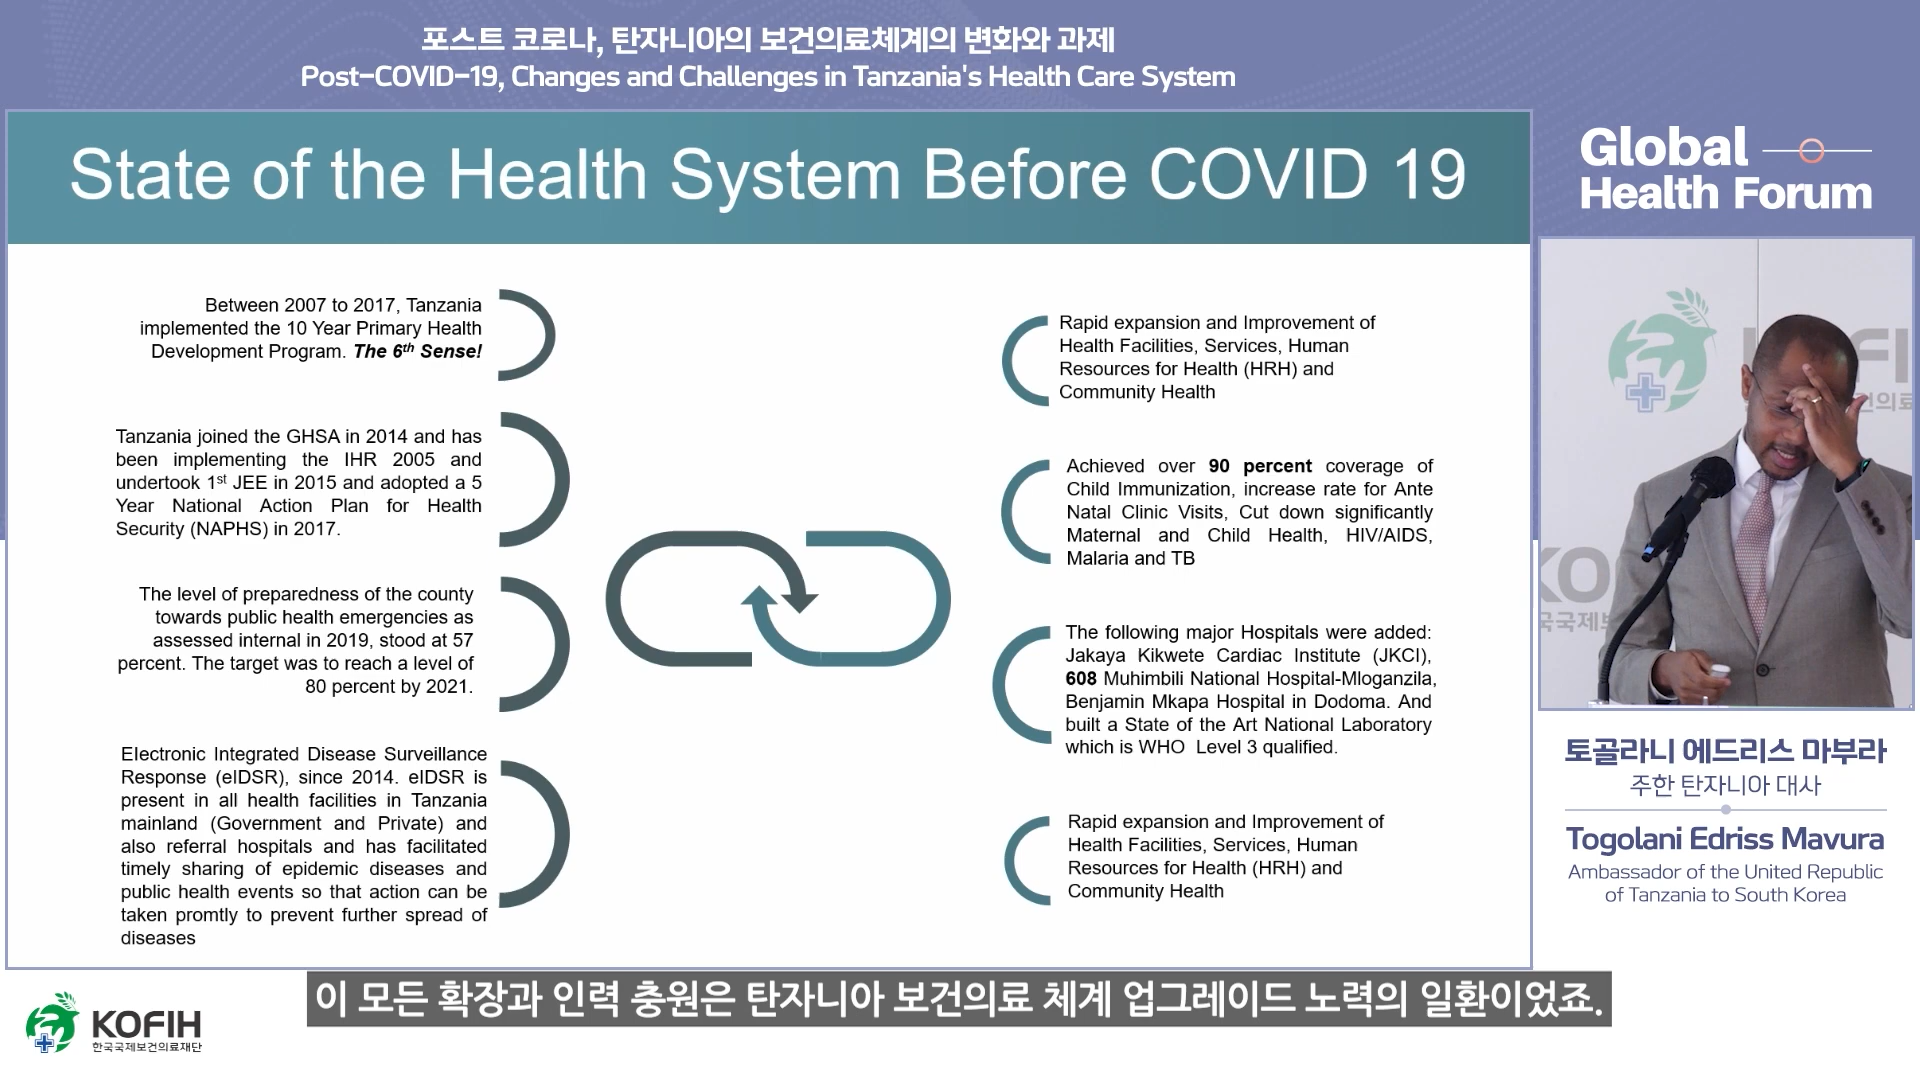 포스트 코로나, 탄자니아의 보건의료체계의 변화와 과제
Post-COVID-19, Changes and Challenges in Tanzania's Health Care System
State of the Health System Before COVID 19
Between 2007 to 2017, Tanzania
implemented the 10 Year Primary Health
Development Program. The 6th Sense!
Tanzania joined the GHSA in 2014 and has
been implementing the IHR 2005 and
undertook 1st JEE in 2015 and adopted a 5
Year National Action Plan for Health
Security (NAPHS) in 2017.
The level of preparedness of the county
towards public health emergencies as
assessed internal in 2019, stood at 57
percent. The target was to reach a level of
80 percent by 2021.
Electronic Integrated Disease Surveillance
Response (eIDSR), since 2014. eIDSR is
present in all health facilities in Tanzania
mainland (Government and Private) and
also referral hospitals and has facilitated
timely sharing of epidemic diseases and
public health events so that action can be
taken promtly to prevent further spread of
diseases
Rapid expansion and Improvement of
Health Facilities, Services, Human
Resources for Health (HRH) and
Community Health
Achieved over 90 percent coverage of
Child Immunization, increase rate for Ante
Natal Clinic Visits, Cut down significantly
Maternal and Child Health, HIV/AIDS,
Malaria and TB
The following major Hospitals were added:
Jakaya Kikwete Cardiac Institute (JKCI),
608 Muhimbili National Hospital-Mloganzila,
Benjamin Mkapa Hospital in Dodoma. And
built a State of the Art National Laboratory
which is WHO Level 3 qualified.
Rapid expansion and Improvement of
Health Facilities, Services, Human
Resources for Health (HRH) and
Community Health
Global
Health Forum
토골라니 에드리스 마부라
주한 탄자니아 대사
Togolani Edriss Mavura
Ambassador of the United Republic
of Tanzania to South Korea
이 모든 확장과 인력 충원은 탄자니아 보건의료 체계 업그레이드 노력의 일환이었죠.
KOFIH
한국국제보건의료재단